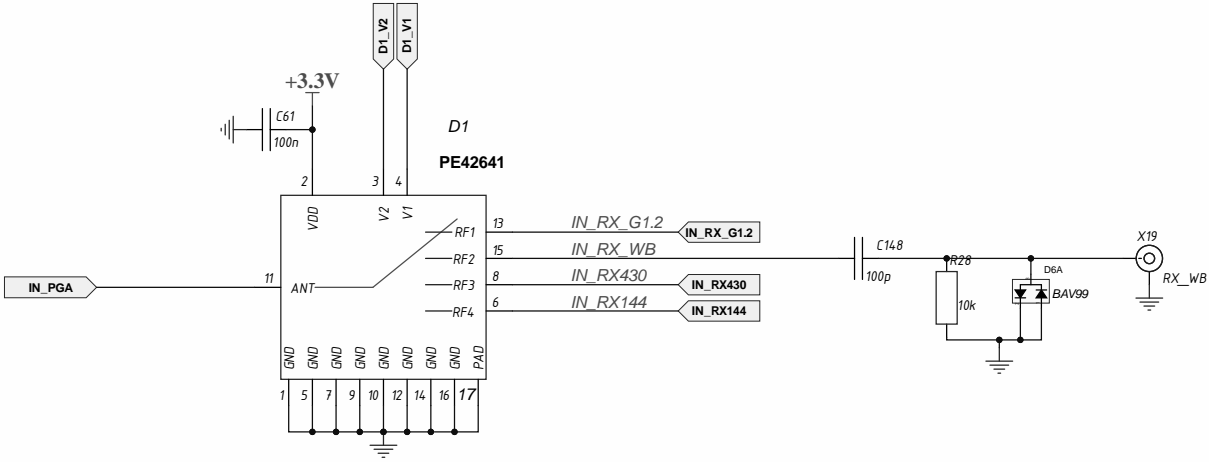 D1_V2
D1_V1
+3.3V
C61
100n
D1
PE42641
2
3
4
VDD
V2
V1
IN_PGA
11
ANT
RF1
13
IN_RX_G1.2
IN_RX_G1.2
RF2
15
IN_RX_WB
RF3
8
IN_RX430
IN_RX430
RF4
6
IN_RX144
IN_RX144
C148
100p
R28
10k
D6A
BAV99
X19
RX_WB
GND
GND
GND
GND
GND
GND
GND
GND
PAD
1
5
7
9
10
12
14
16
17